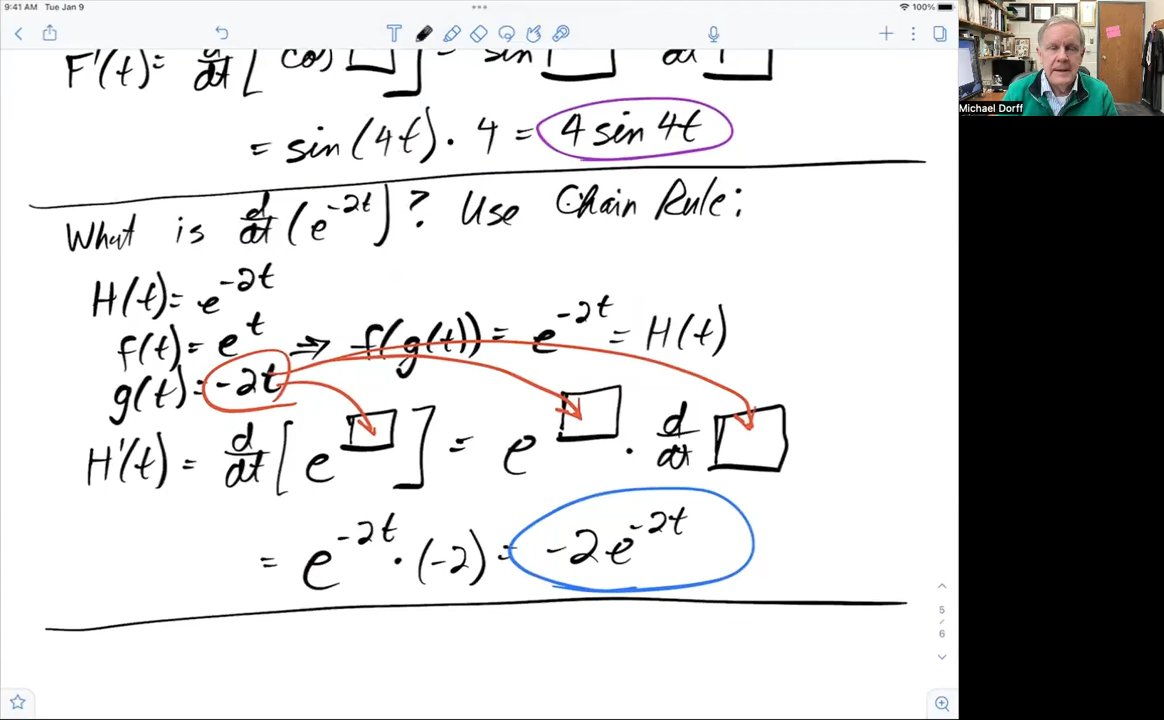 9:41 AM Tue Jan 9
100%
F'(t) = d/dt [ cos □ ] = sin □ d/dt □
= sin(4t) · 4 = 4 sin 4t
What is d/dt (e^-2t)? Use Chain Rule:
H(t) = e^-2t
f(t) = e^t ⇒ f(g(t)) = e^-2t = H(t)
g(t) = -2t
H'(t) = d/dt [ e^□ ] = e^□ · d/dt □
= e^-2t · (-2) = -2e^-2t
5
/
6
Michael Dorff